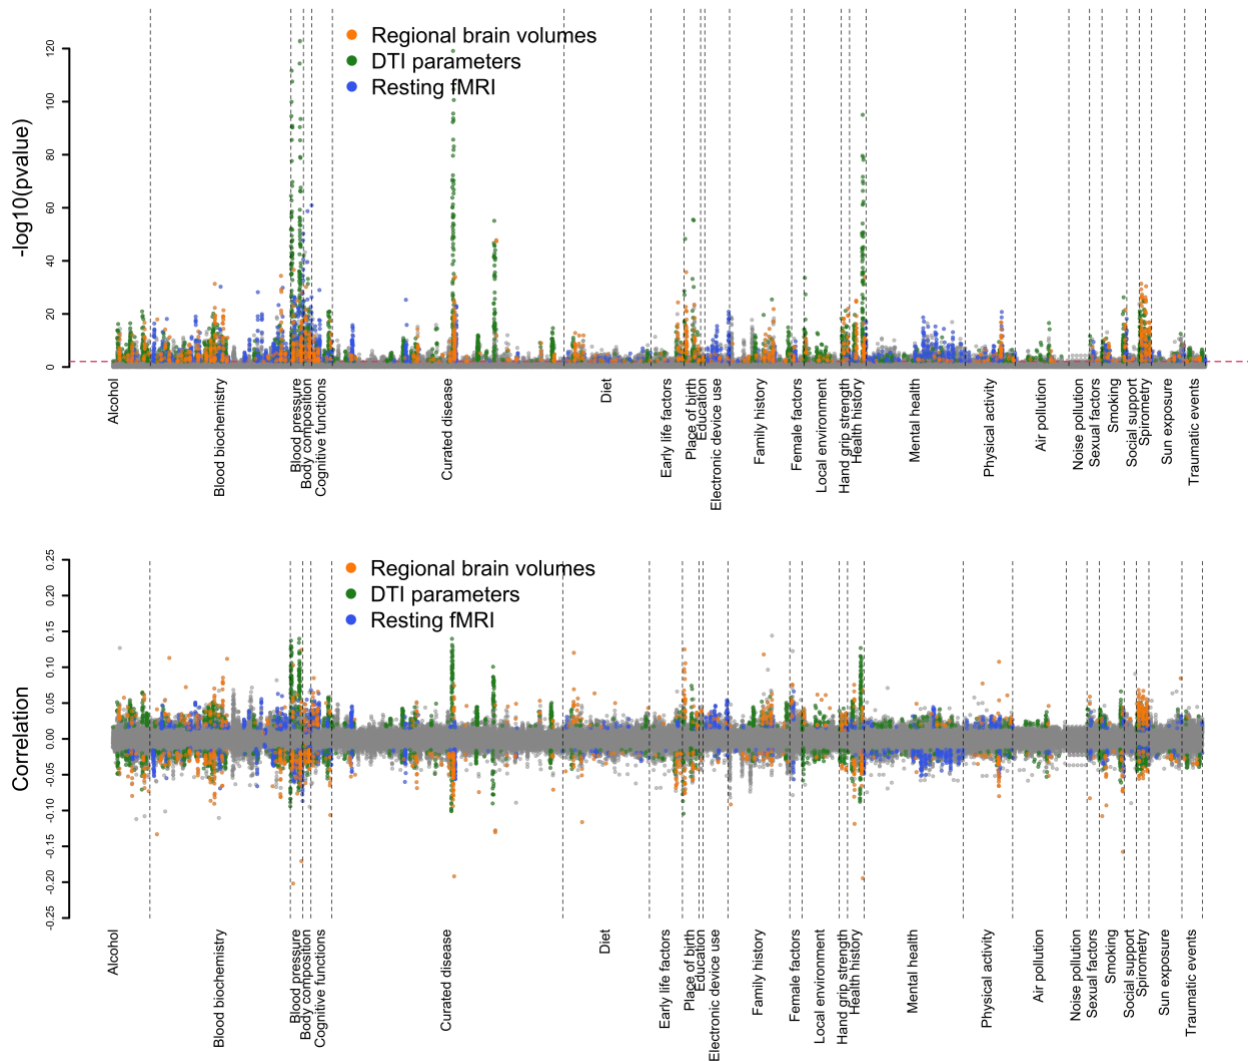 Regional brain volumes
DTI parameters
Resting fMRI
-log10(pvalue)
120
100
80
60
40
20
0
Alcohol
Blood biochemistry
Blood pressure
Body composition
Cognitive functions
Curated disease
Diet
Early life factors
Place of birth
Education
Electronic device use
Family history
Female factors
Local environment
Hand grip strength
Health history
Mental health
Physical activity
Air pollution
Noise pollution
Sexual factors
Smoking
Social support
Spirometry
Sun exposure
Traumatic events
Regional brain volumes
DTI parameters
Resting fMRI
Correlation
0.25
0.20
0.15
0.10
0.05
0.00
-0.05
-0.10
-0.15
-0.20
-0.25
Alcohol
Blood biochemistry
Blood pressure
Body composition
Cognitive functions
Curated disease
Diet
Early life factors
Place of birth
Education
Electronic device use
Family history
Female factors
Local environment
Hand grip strength
Health history
Mental health
Physical activity
Air pollution
Noise pollution
Sexual factors
Smoking
Social support
Spirometry
Sun exposure
Traumatic events